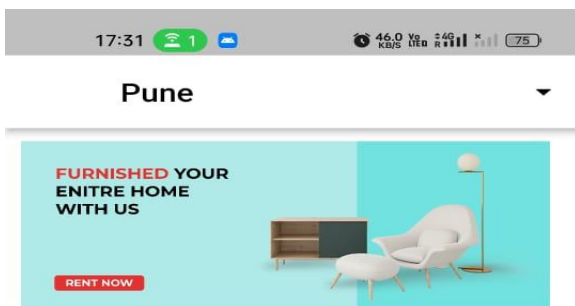 17:31 1 46.0 KB/S Vo LTE 4G R 75
Pune
FURNISHED YOUR
ENITRE HOME
WITH US
RENT NOW